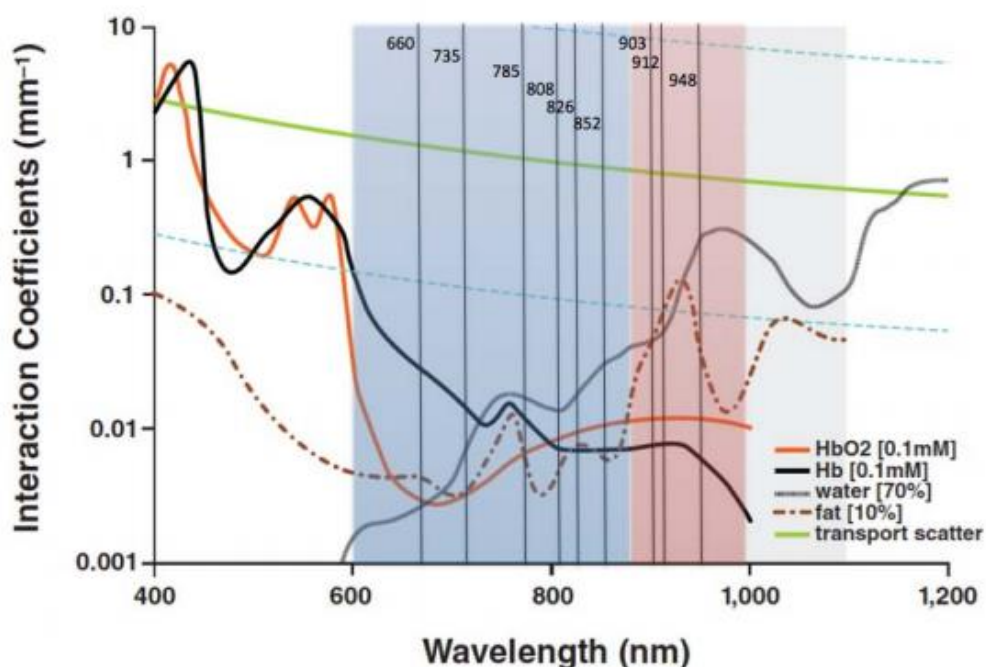 Interaction Coefficients (mm⁻¹)
10
1
0.1
0.01
0.001
660
735
785
808
826
852
903
912
948
HbO2 [0.1mM]
Hb [0.1mM]
water [70%]
fat [10%]
transport scatter
400
600
800
1,000
1,200
Wavelength (nm)